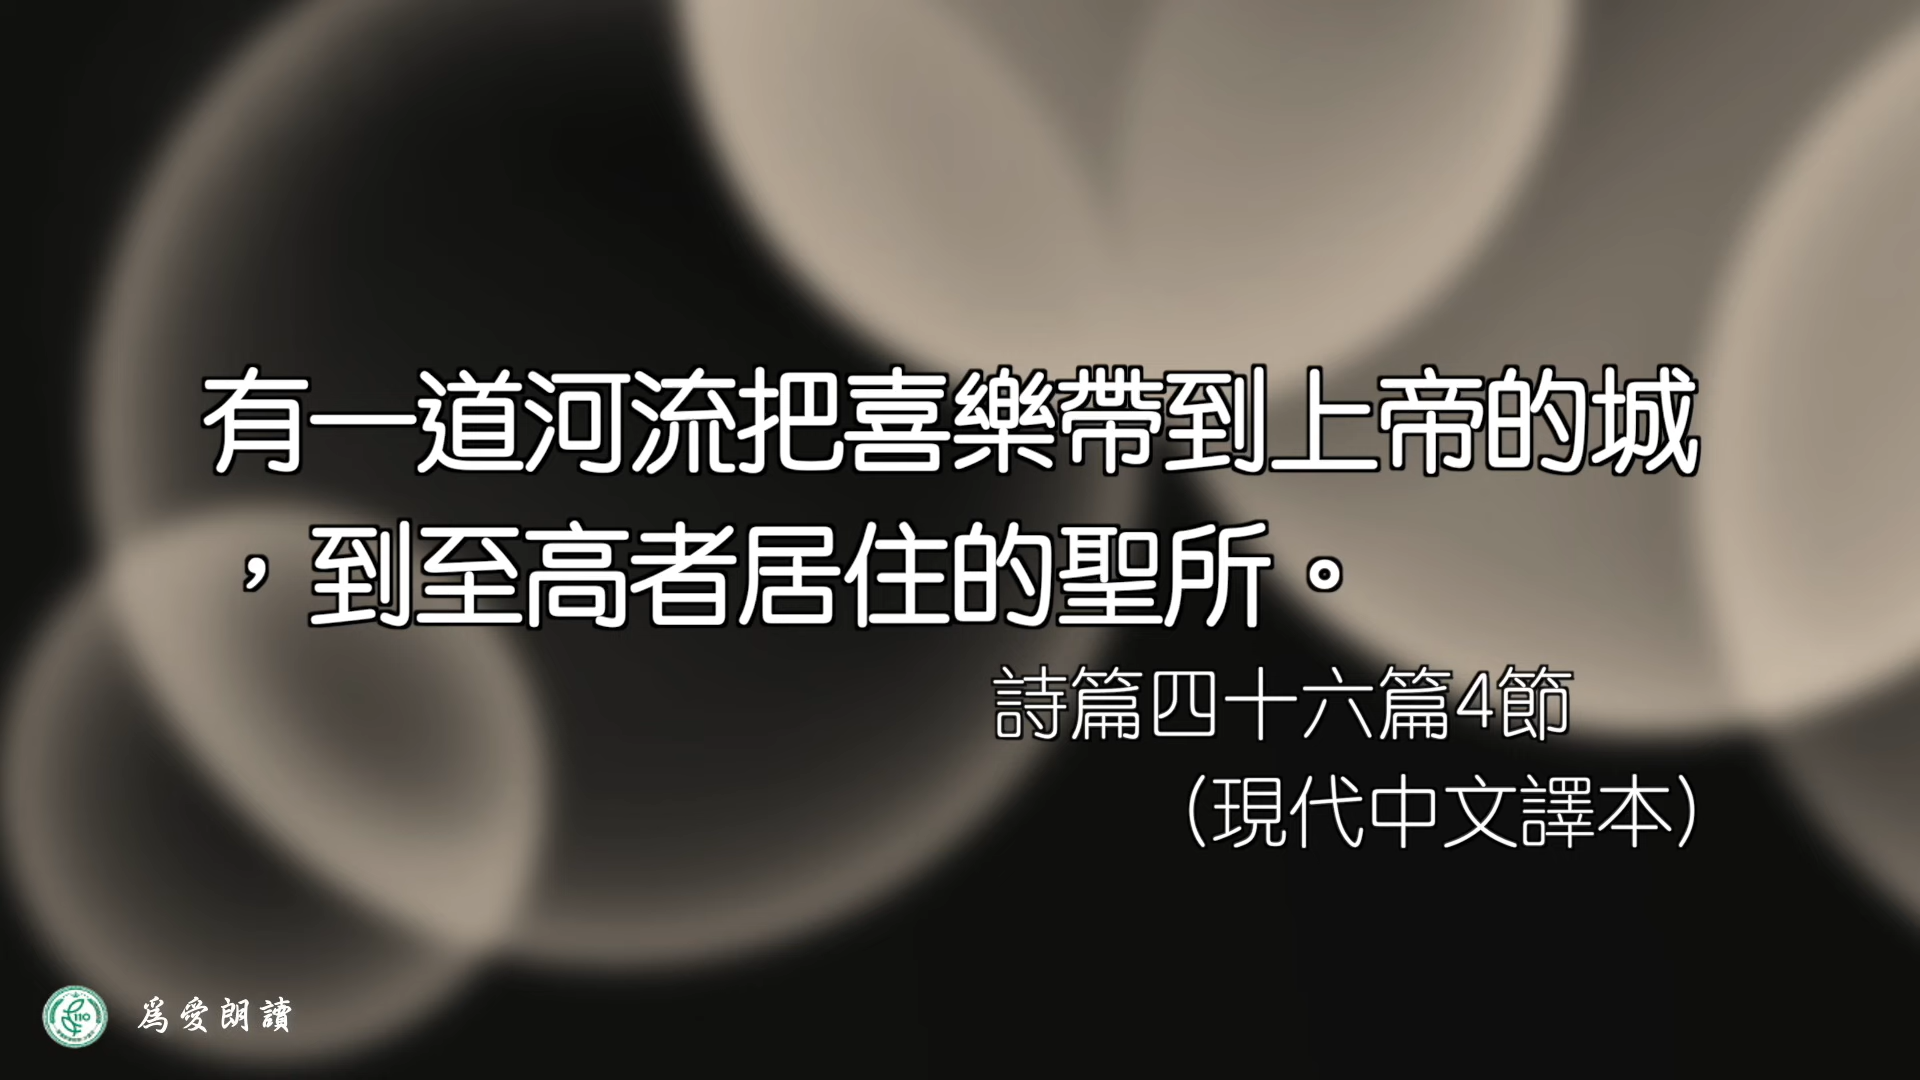 有一道河流把喜樂帶到上帝的城
，到至高者居住的聖所。
詩篇四十六篇4節
（現代中文譯本）
110
為愛朗讀